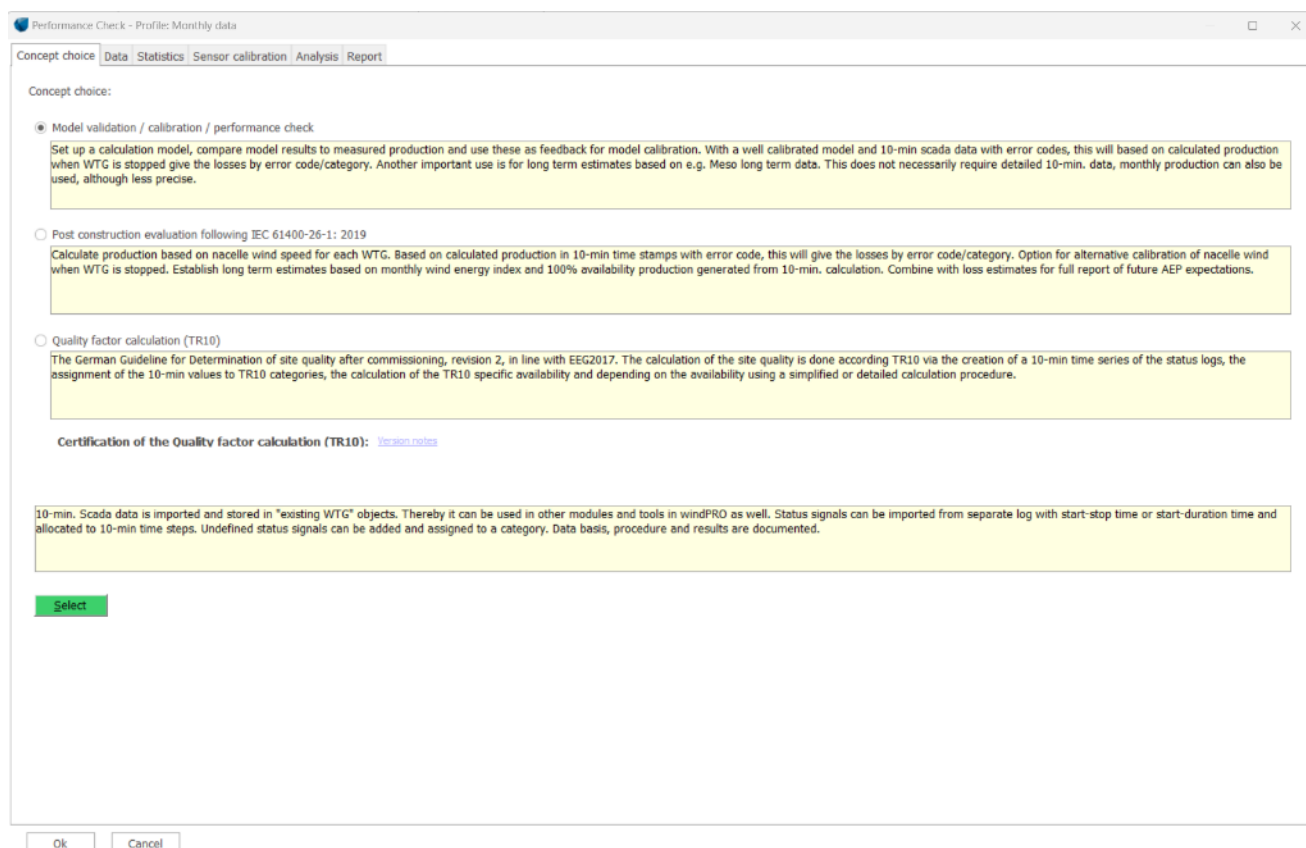 Performance Check - Profile: Monthly data
Concept choice Data Statistics Sensor calibration Analysis Report
Concept choice:
Model validation / calibration / performance check
Set up a calculation model, compare model results to measured production and use these as feedback for model calibration. With a well calibrated model and 10-min scada data with error codes, this will based on calculated production
when WTG is stopped give the losses by error code/category. Another important use is for long term estimates based on e.g. Meso long term data. This does not necessarily require detailed 10-min. data, monthly production can also be
used, although less precise.
Post construction evaluation following IEC 61400-26-1: 2019
Calculate production based on nacelle wind speed for each WTG. Based on calculated production in 10-min time stamps with error code, this will give the losses by error code/category. Option for alternative calibration of nacelle wind
when WTG is stopped. Establish long term estimates based on monthly wind energy index and 100% availability production generated from 10-min. calculation. Combine with loss estimates for full report of future AEP expectations.
Quality factor calculation (TR10)
The German Guideline for Determination of site quality after commissioning, revision 2, in line with EEG2017. The calculation of the site quality is done according TR10 via the creation of a 10-min time series of the status logs, the
assignment of the 10-min values to TR10 categories, the calculation of the TR10 specific availability and depending on the availability using a simplified or detailed calculation procedure.
Certification of the Quality factor calculation (TR10): Version notes
10-min. Scada data is imported and stored in "existing WTG" objects. Thereby it can be used in other modules and tools in windPRO as well. Status signals can be imported from separate log with start-stop time or start-duration time and
allocated to 10-min time steps. Undefined status signals can be added and assigned to a category. Data basis, procedure and results are documented.
Select
Ok Cancel